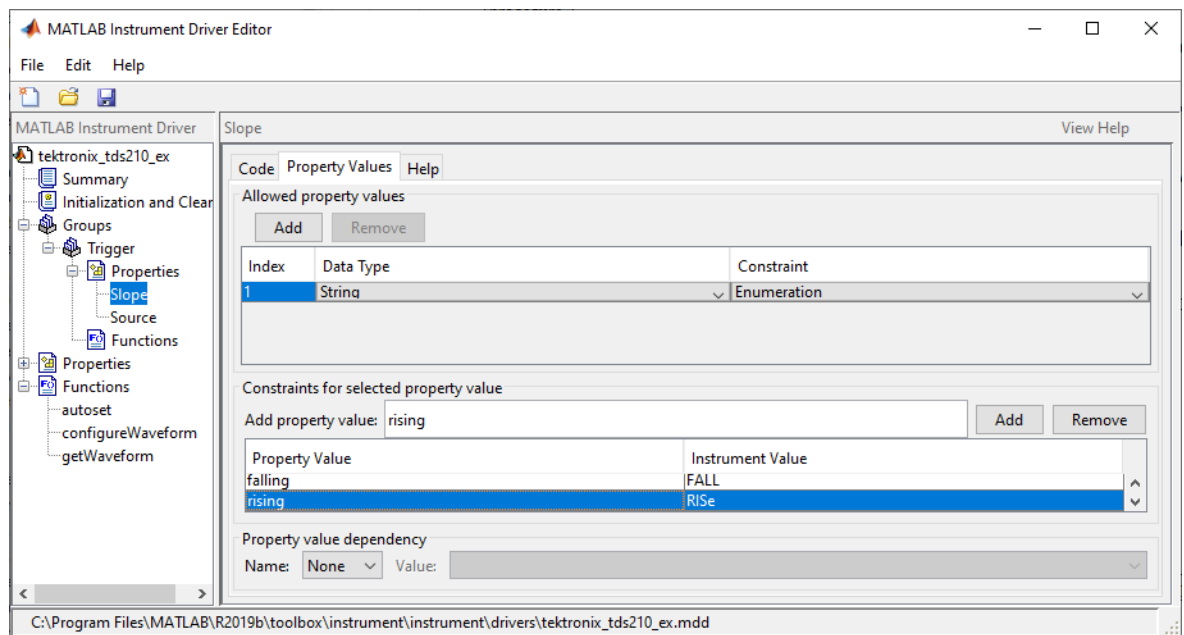 MATLAB Instrument Driver Editor
File Edit Help
MATLAB Instrument Driver
Slope
View Help
tektronix_tds210_ex
Summary
Initialization and Clear
Groups
Trigger
Properties
Slope
Source
Functions
Properties
Functions
autoset
configureWaveform
getWaveform
Code Property Values Help
Allowed property values
Add Remove
Index Data Type Constraint
1 String Enumeration
Constraints for selected property value
Add property value: rising Add Remove
Property Value Instrument Value
falling FALL
rising RISe
Property value dependency
Name: None Value:
C:\Program Files\MATLAB\R2019b\toolbox\instrument\instrument\drivers\tektronix_tds210_ex.mdd